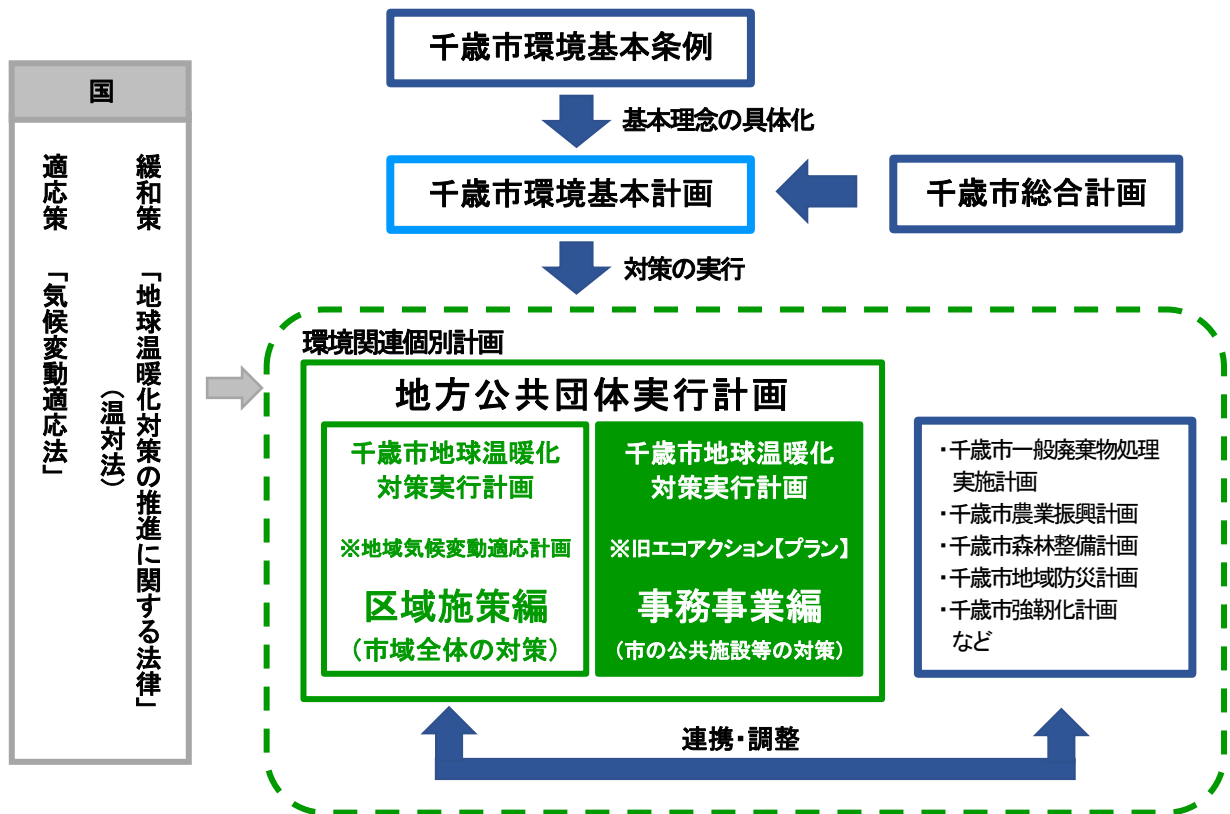 千歳市環境基本条例
国
基本理念の具体化
千歳市環境基本計画
千歳市総合計画
緩和策 「地球温暖化対策の推進に関する法律」
（温対法）
適応策 「気候変動適応法」
対策の実行
環境関連個別計画
地方公共団体実行計画
千歳市地球温暖化
対策実行計画
※地域気候変動適応計画
区域施策編
（市域全体の対策）
千歳市地球温暖化
対策実行計画
※旧エコアクション【プラン】
事務事業編
（市の公共施設等の対策）
・千歳市一般廃棄物処理
実施計画
・千歳市農業振興計画
・千歳市森林整備計画
・千歳市地域防災計画
・千歳市強靭化計画
など
連携・調整